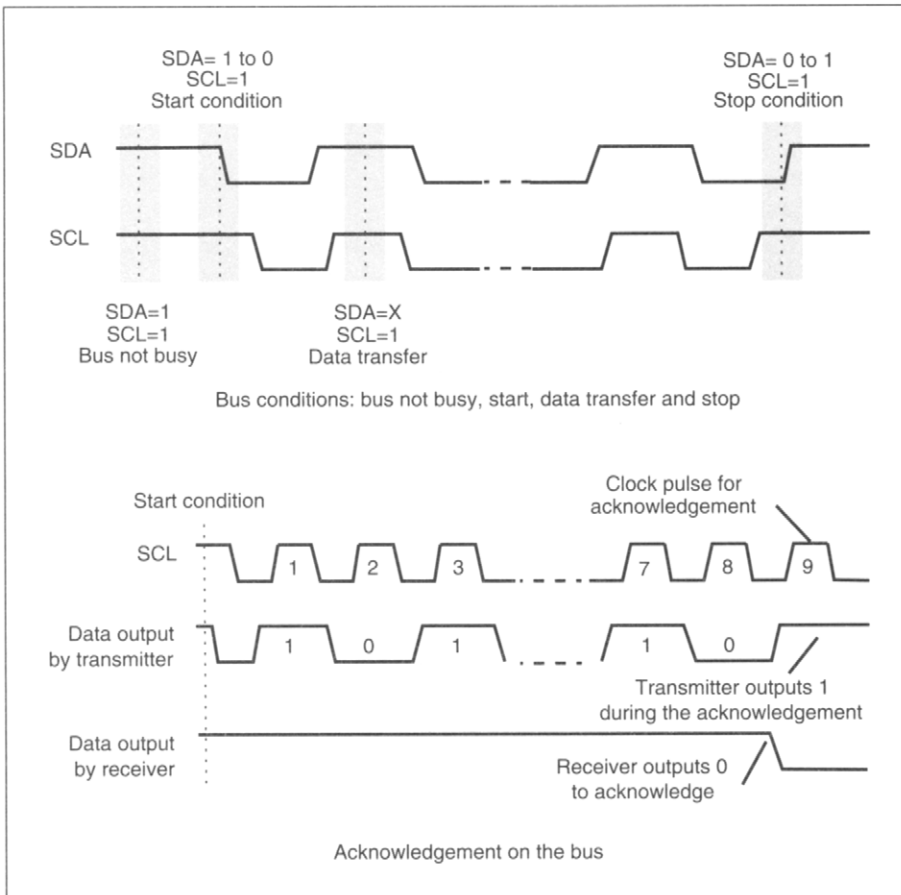 SDA= 1 to 0
SCL=1
Start condition
SDA= 0 to 1
SCL=1
Stop condition
SDA
SCL
SDA=1
SCL=1
Bus not busy
SDA=X
SCL=1
Data transfer
Bus conditions: bus not busy, start, data transfer and stop
Clock pulse for
acknowledgement
Start condition
SCL
1 2 3 7 8 9
Data output
by transmitter
1 0 1 1 0
Transmitter outputs 1
during the acknowledgement
Data output
by receiver
Receiver outputs 0
to acknowledge
Acknowledgement on the bus